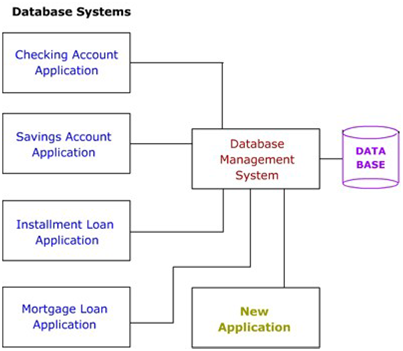 Database Systems
Checking Account
Application
Savings Account
Application
Database
Management
System
DATA
BASE
Installment Loan
Application
Mortgage Loan
Application
New
Application